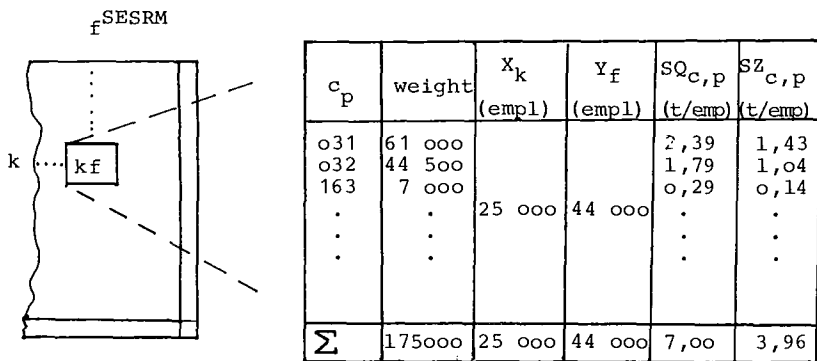 f SESRM
k
kf
c_p weight X_k (empl) Y_f (empl) SQ_c,p (t/emp) SZ_c,p (t/emp)
o31 61 ooo 2,39 1,43
o32 44 5oo 1,79 1,o4
163 7 ooo o,29 o,14
25 ooo 44 ooo
Σ 175ooo 25 ooo 44 ooo 7,oo 3,96